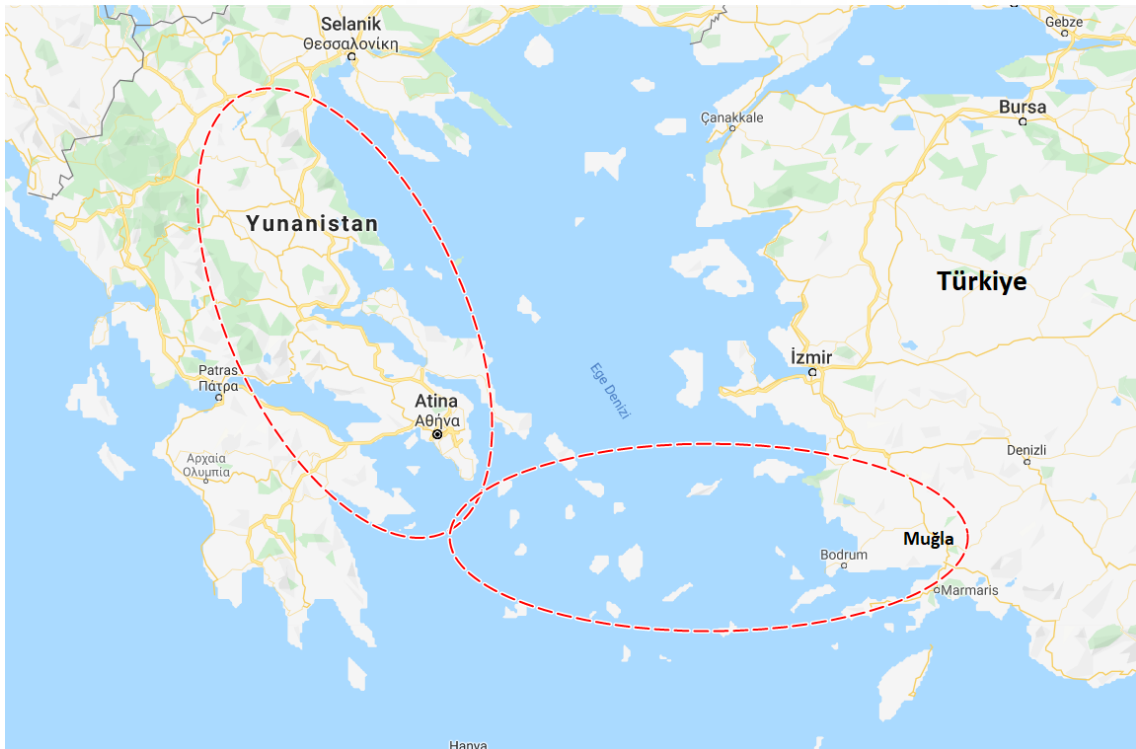 Selanik
Θεσσαλονίκη
Gebze
Bursa
Çanakkale
Yunanistan
Türkiye
İzmir
Patras
Πάτρα
Ege Denizi
Atina
Αθήνα
Αρχαία
Ολυμπία
Denizli
Muğla
Bodrum
Marmaris
Hanya